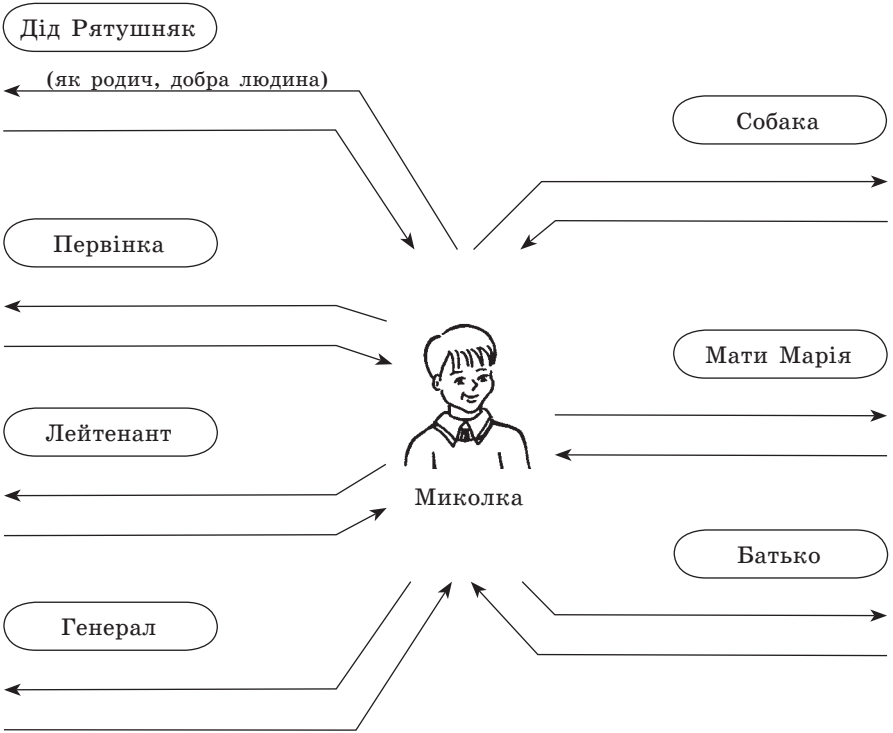 Дід Рятушняк
(як родич, добра людина)
Собака
Первінка
Мати Марія
Лейтенант
Миколка
Батько
Генерал